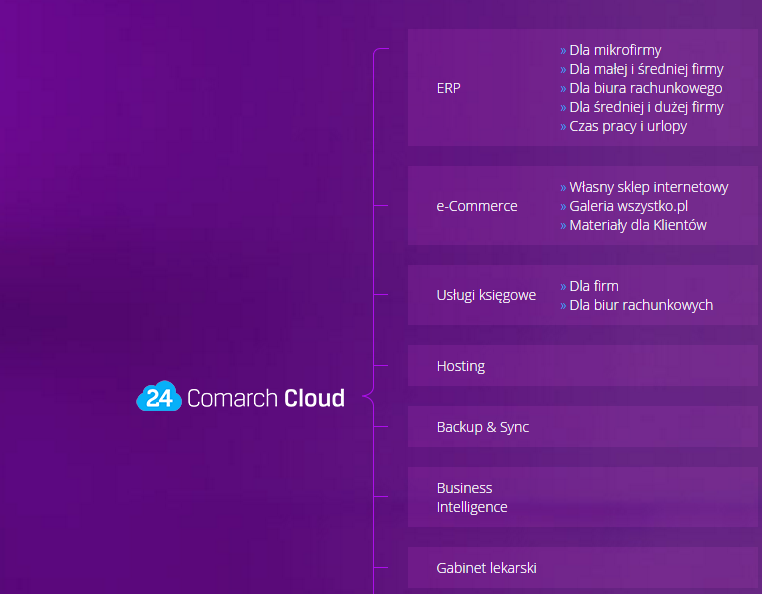 ERP
» Dla mikrofirmy
» Dla małej i średniej firmy
» Dla biura rachunkowego
» Dla średniej i dużej firmy
» Czas pracy i urlopy
e-Commerce
» Własny sklep internetowy
» Galeria wszystko.pl
» Materiały dla Klientów
Usługi księgowe
» Dla firm
» Dla biur rachunkowych
Hosting
24 Comarch Cloud
Backup & Sync
Business
Intelligence
Gabinet lekarski